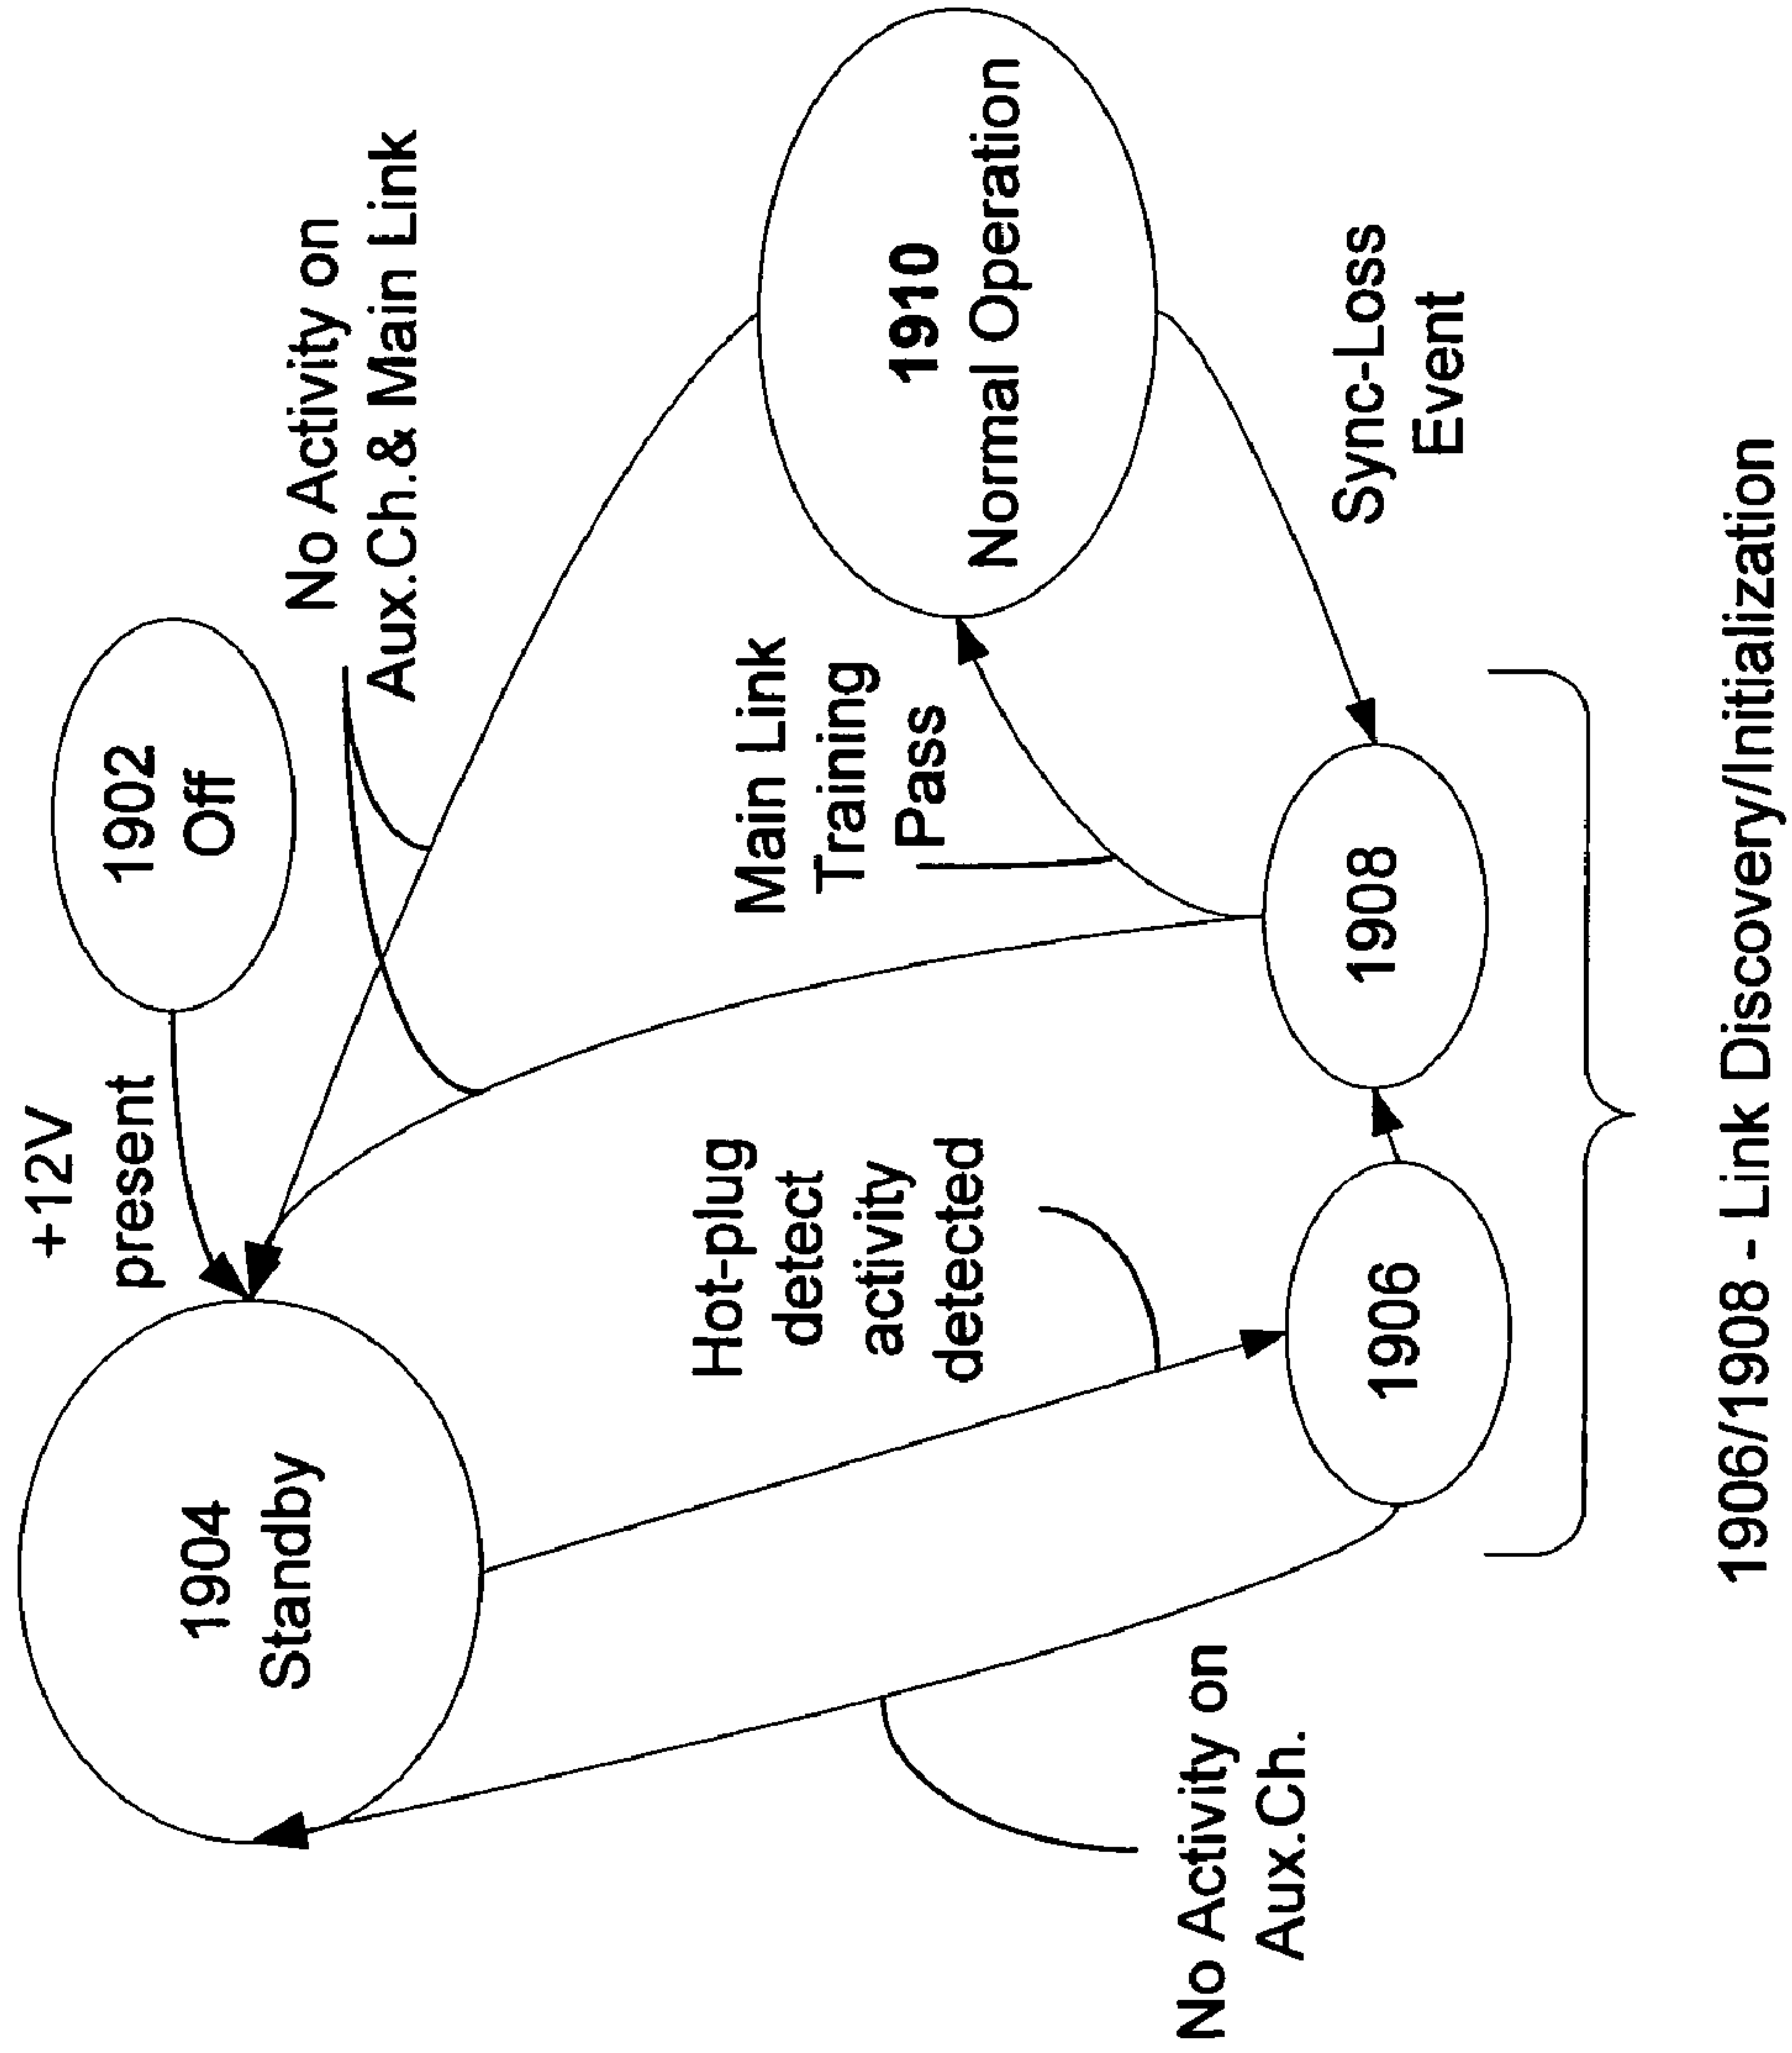 +12V
present
1902
Off
No Activity on
Aux.Ch.& Main Link
1904
Standby
Hot-plug
detect
activity
detected
Main Link
Training
Pass
1910
Normal Operation
No Activity on
Aux.Ch.
1906
1908
Sync-Loss
Event
1906/1908 - Link Discovery/Initialization